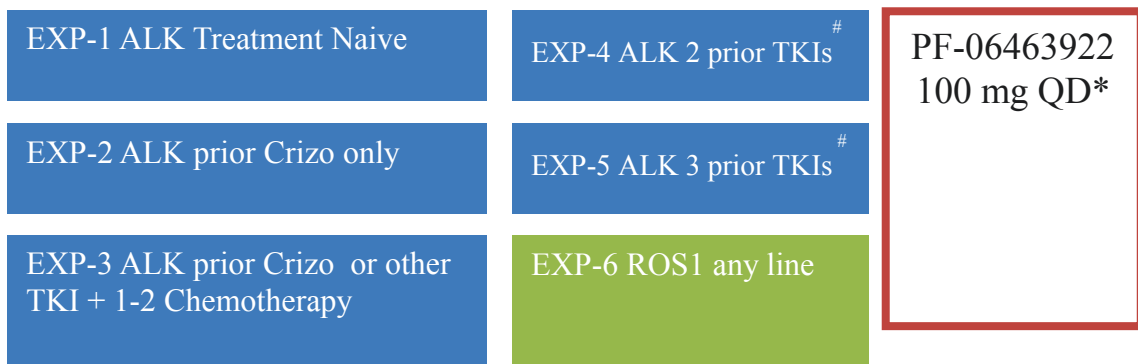 EXP-1 ALK Treatment Naive
EXP-2 ALK prior Crizo only
EXP-3 ALK prior Crizo or other
TKI + 1-2 Chemotherapy
EXP-4 ALK 2 prior TKIs#
EXP-5 ALK 3 prior TKIs#
EXP-6 ROS1 any line
PF-06463922
100 mg QD*